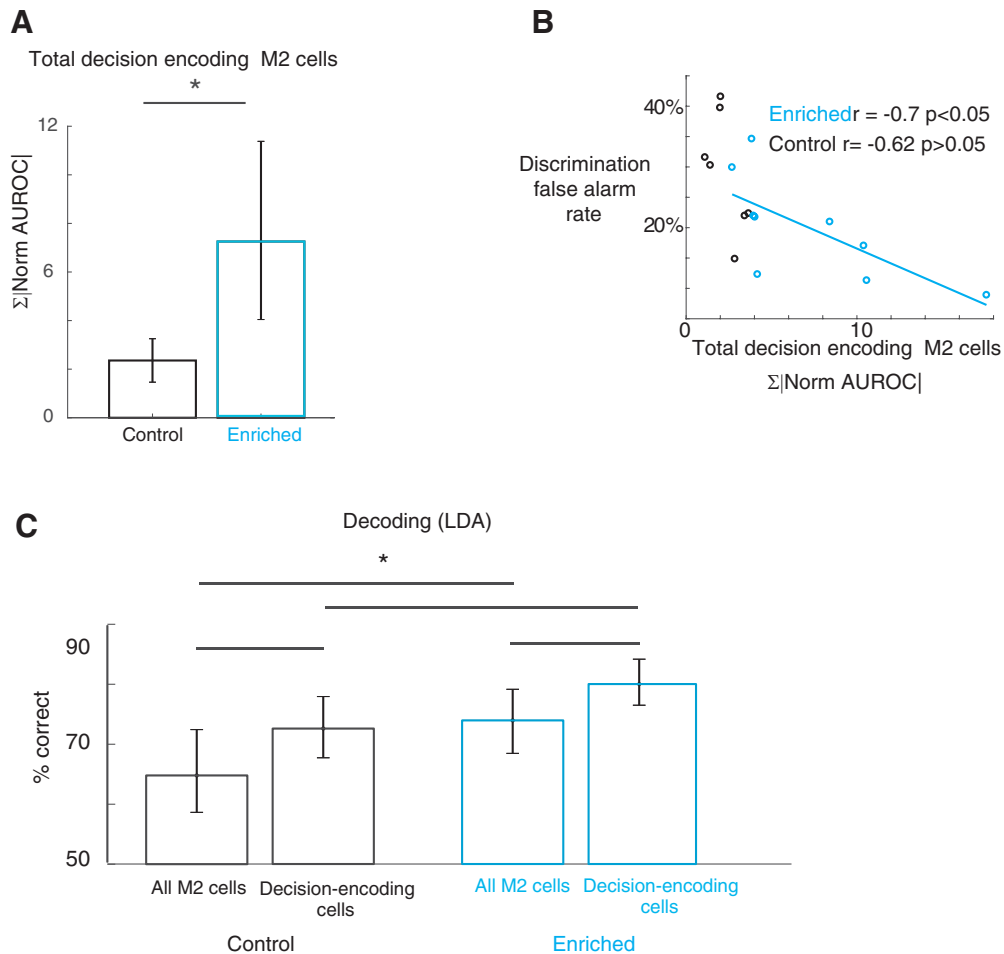 A
Total decision encoding M2 cells
*
12
6
0
Σ|Norm AUROC|
Control
Enriched
B
40%
20%
Discrimination
false alarm
rate
Enrichedr = -0.7 p<0.05
Control r= -0.62 p>0.05
0
10
Total decision encoding M2 cells
Σ|Norm AUROC|
C
Decoding (LDA)
*
90
70
50
% correct
All M2 cells
Decision-encoding
cells
All M2 cells
Decision-encoding
cells
Control
Enriched